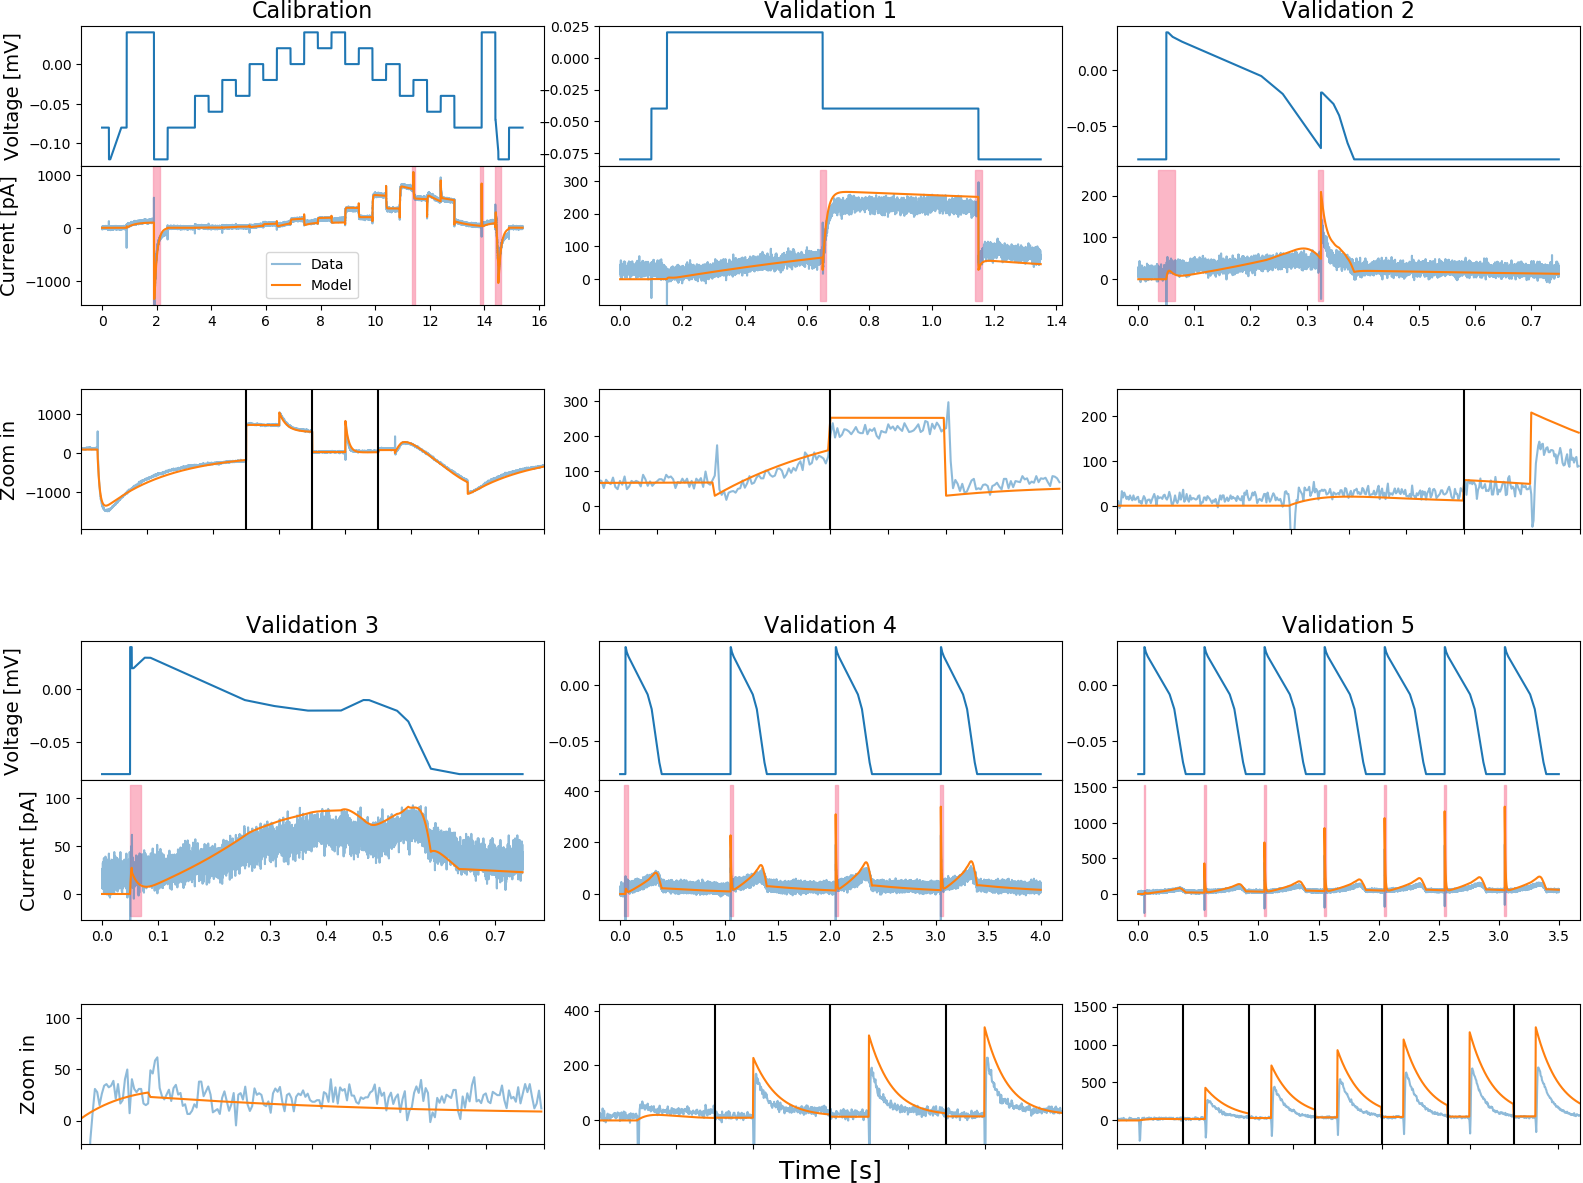 Calibration
Validation 1
Validation 2
Voltage [mV]
0.00
−0.05
−0.10
0.025
0.000
−0.025
−0.050
−0.075
0.00
−0.05
Current [pA]
1000
0
−1000
Data
Model
300
200
100
0
200
100
0
0 2 4 6 8 10 12 14 16
0.0 0.2 0.4 0.6 0.8 1.0 1.2 1.4
0.0 0.1 0.2 0.3 0.4 0.5 0.6 0.7
Zoom in
1000
0
−1000
300
200
100
0
200
100
0
Validation 3
Validation 4
Validation 5
Voltage [mV]
0.00
−0.05
0.00
−0.05
0.00
−0.05
Current [pA]
100
50
0
400
200
0
1500
1000
500
0
0.0 0.1 0.2 0.3 0.4 0.5 0.6 0.7
0.0 0.5 1.0 1.5 2.0 2.5 3.0 3.5 4.0
0.0 0.5 1.0 1.5 2.0 2.5 3.0 3.5
Zoom in
100
50
0
400
200
0
1500
1000
500
0
Time [s]